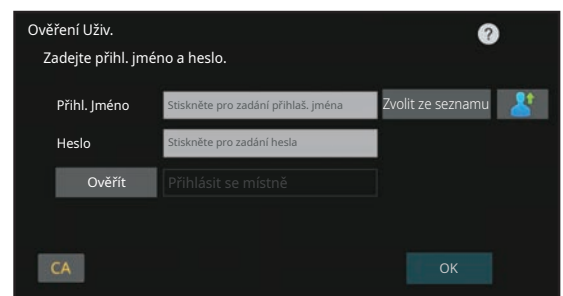 Ověření Uživ.
?
Zadejte přihl. jméno a heslo.
Přihl. Jméno Stiskněte pro zadání přihlaš. jména Zvolit ze seznamu
Heslo Stiskněte pro zadání hesla
Ověřít Přihlásit se místně
CA OK